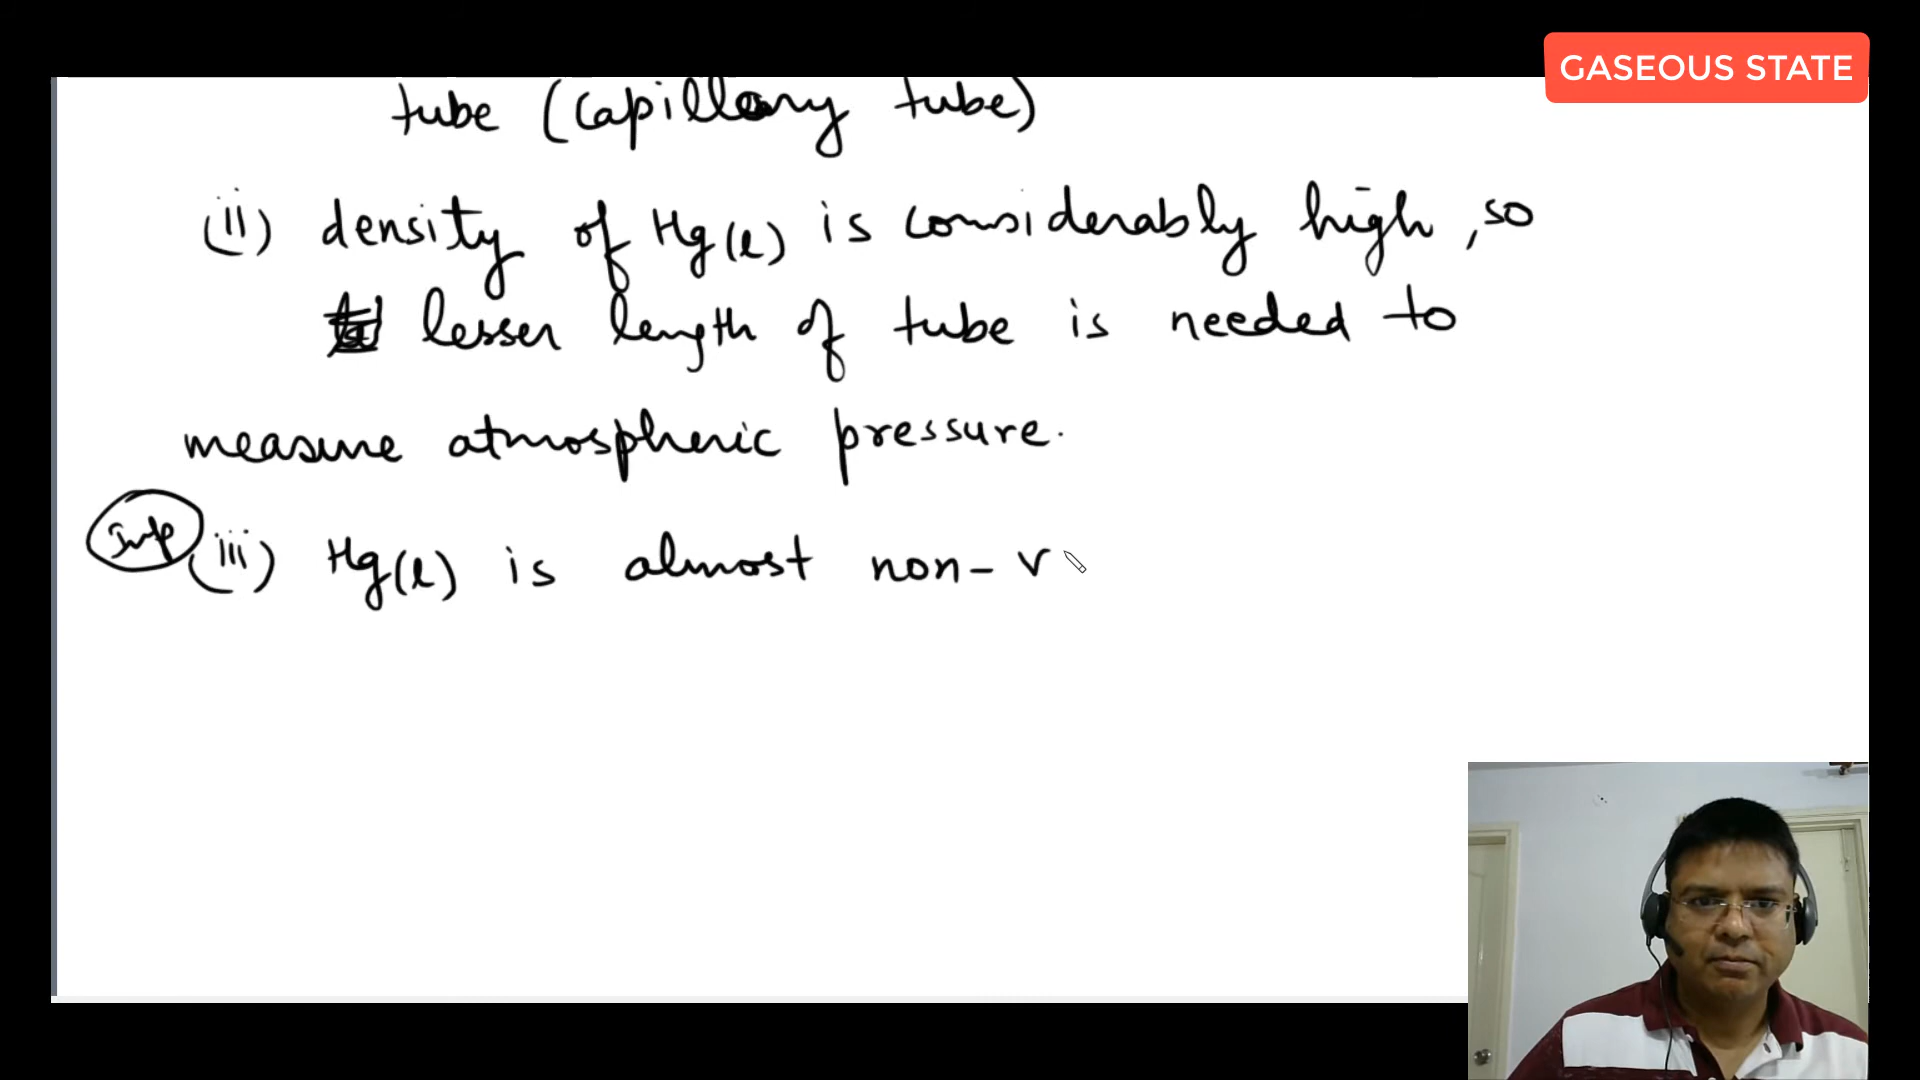 GASEOUS STATE
tube (capillary tube)
(ii) density of Hg(l) is considerably high, so
lesser length of tube is needed to
measure atmospheric pressure.
Imp (iii) Hg(l) is almost non-v